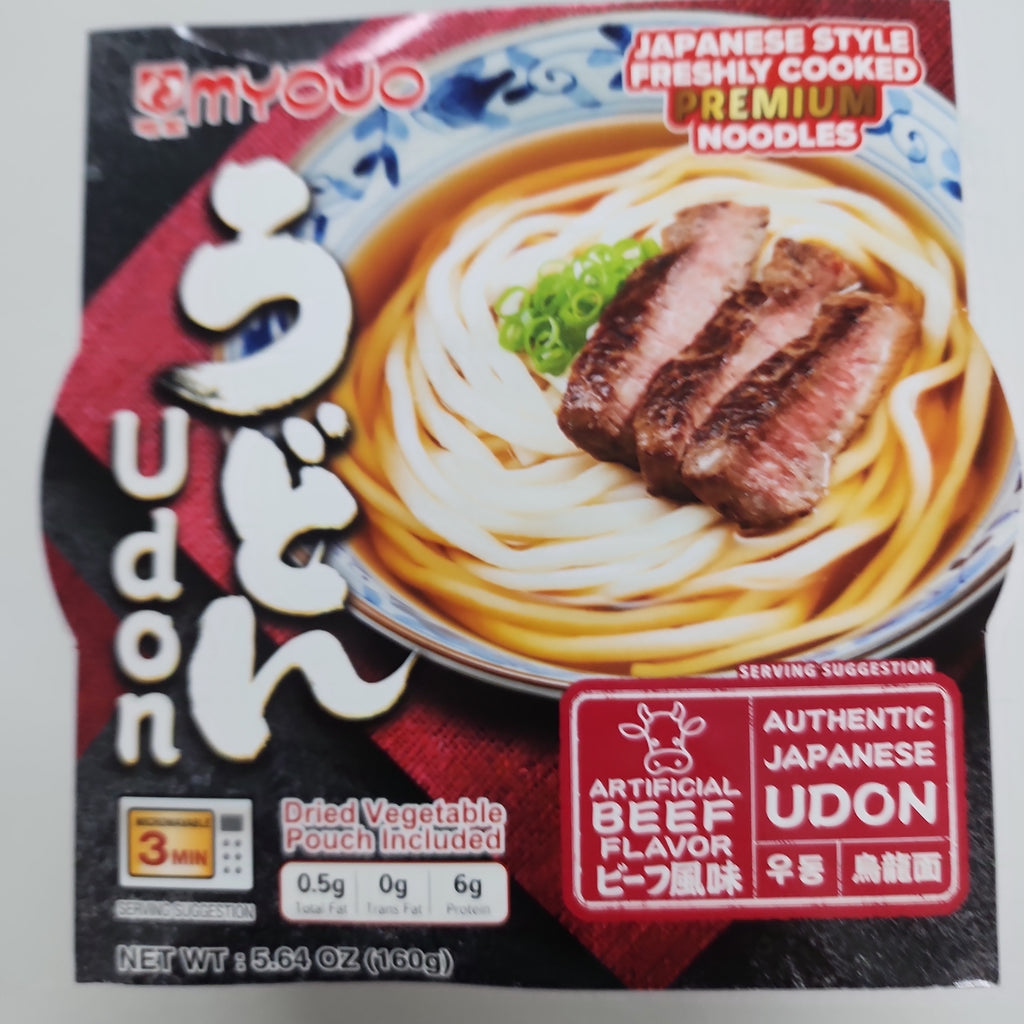 MYOJO
JAPANESE STYLE
FRESHLY COOKED
PREMIUM
NOODLES
うどん
Udon
SERVING SUGGESTION
ARTIFICIAL
BEEF
FLAVOR
ビーフ風味
AUTHENTIC
JAPANESE
UDON
우동
烏龍面
MICROWAVABLE
3 MIN
SERVING SUGGESTION
Dried Vegetable
Pouch Included
0.5g 0g 6g
Total Fat Trans Fat Protein
NET WT : 5.64 OZ (160g)